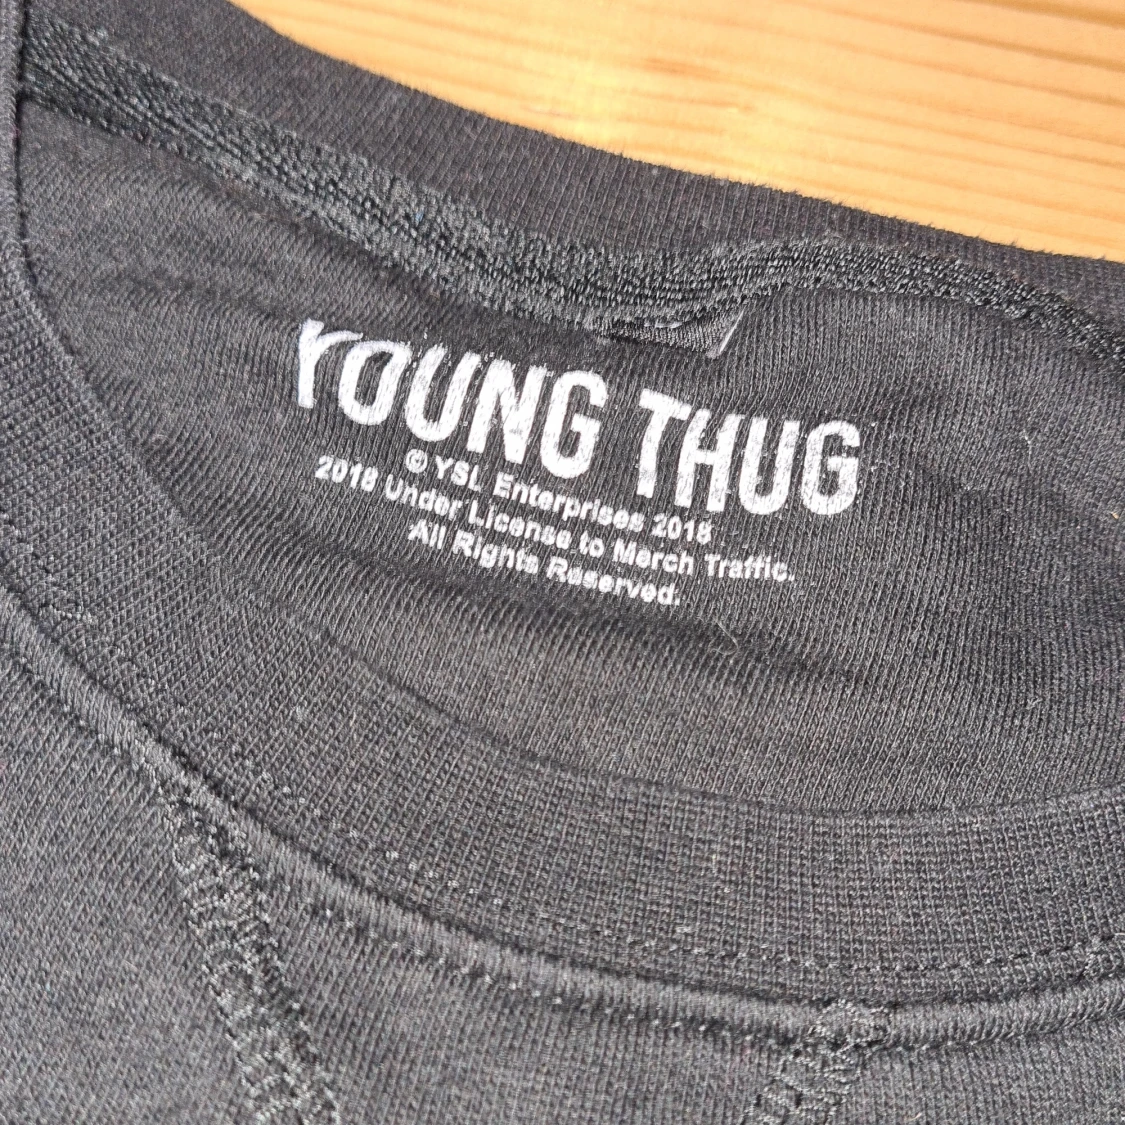 YOUNG THUG
© YSL Enterprises 2018
2018 Under License to Merch Traffic.
All Rights Reserved.